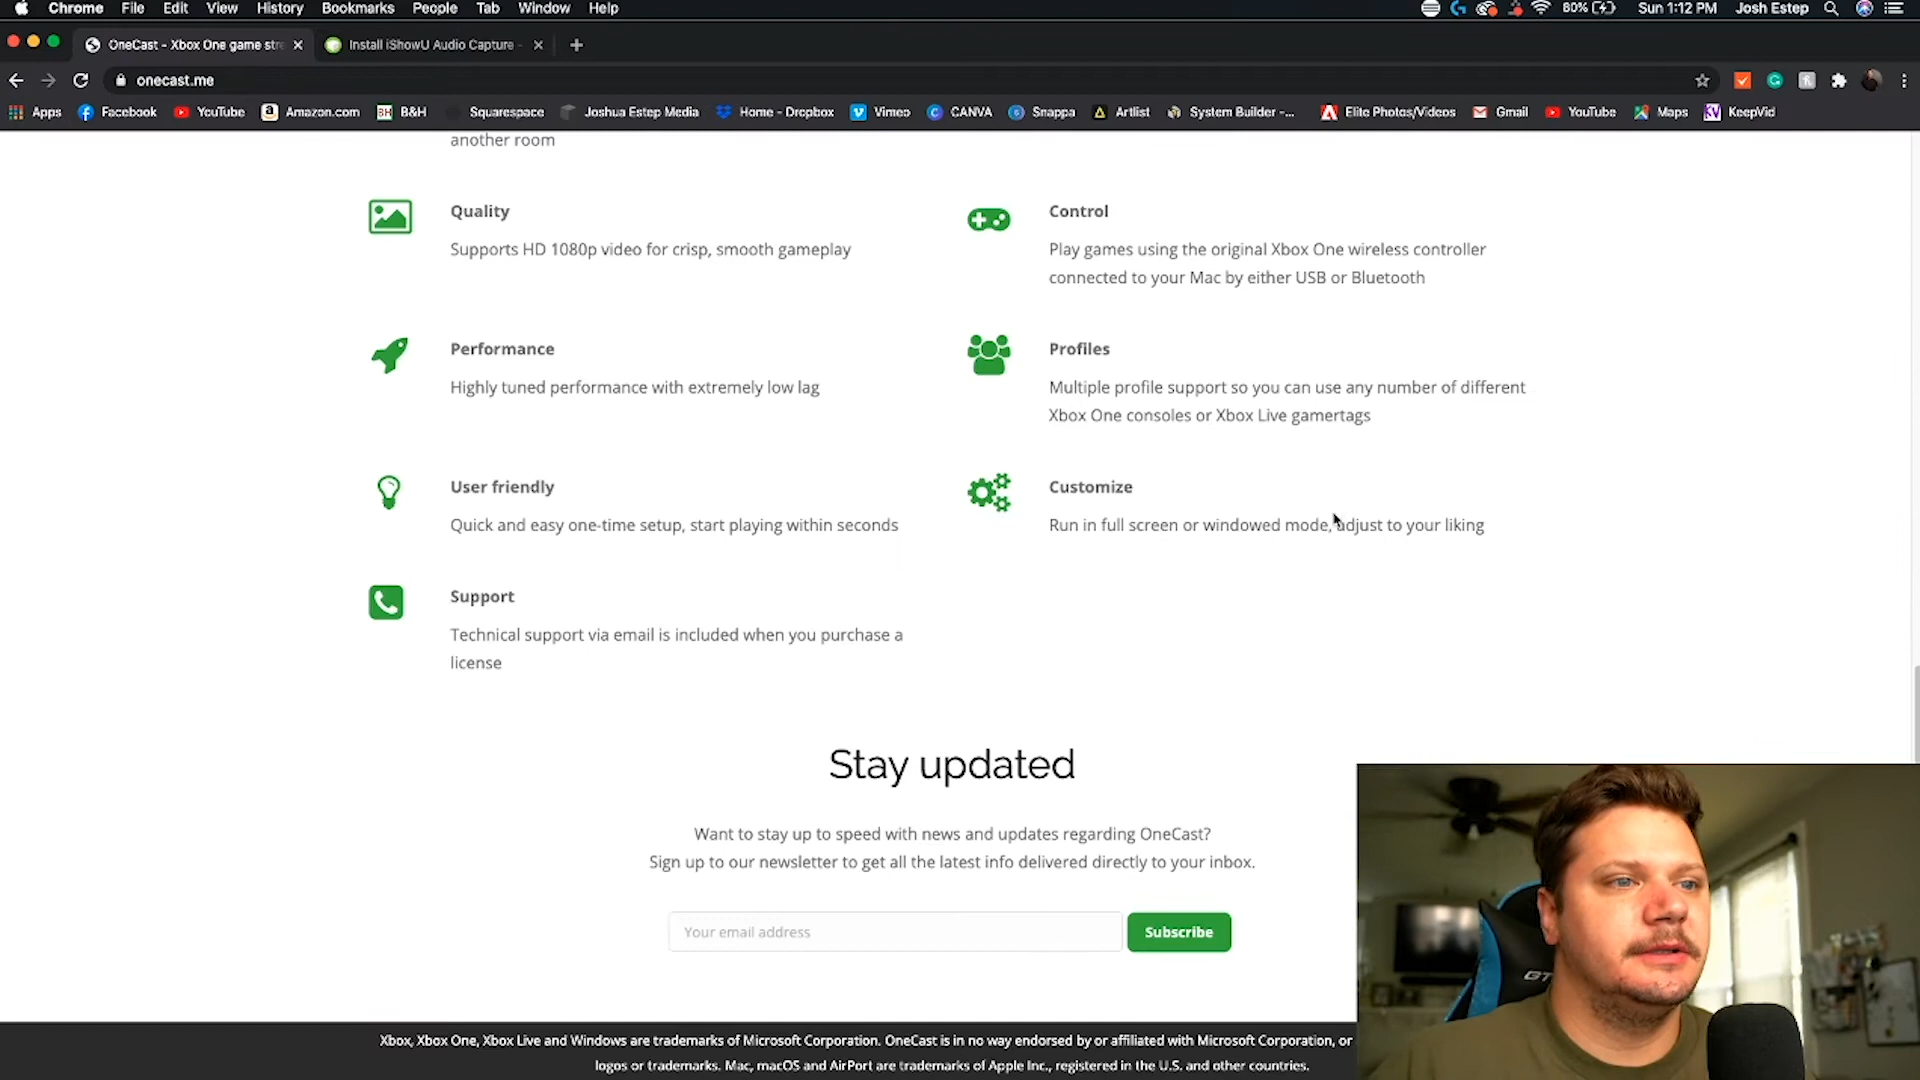 Chrome File Edit View History Bookmarks People Tab Window Help 80% Sun 1:12 PM Josh Estep
OneCast - Xbox One game stre Install iShowU Audio Capture -
onecast.me
Apps Facebook YouTube Amazon.com B&H Squarespace Joshua Estep Media Home - Dropbox Vimeo CANVA Snappa Artlist System Builder -... Elite Photos/Videos Gmail YouTube Maps KeepVid
another room
Quality
Supports HD 1080p video for crisp, smooth gameplay
Control
Play games using the original Xbox One wireless controller
connected to your Mac by either USB or Bluetooth
Performance
Highly tuned performance with extremely low lag
Profiles
Multiple profile support so you can use any number of different
Xbox One consoles or Xbox Live gamertags
User friendly
Quick and easy one-time setup, start playing within seconds
Customize
Run in full screen or windowed mode, adjust to your liking
Support
Technical support via email is included when you purchase a
license
Stay updated
Want to stay up to speed with news and updates regarding OneCast?
Sign up to our newsletter to get all the latest info delivered directly to your inbox.
Your email address Subscribe
Xbox, Xbox One, Xbox Live and Windows are trademarks of Microsoft Corporation. OneCast is in no way endorsed by or affiliated with Microsoft Corporation, or
logos or trademarks. Mac, macOS and AirPort are trademarks of Apple Inc., registered in the U.S. and other countries.